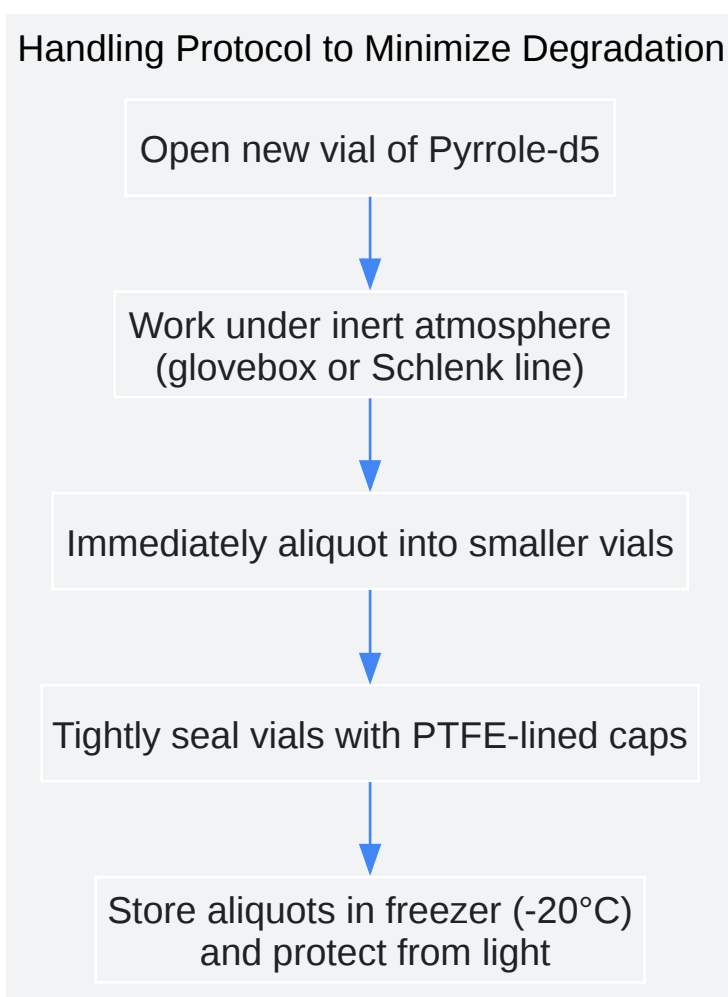 Handling Protocol to Minimize Degradation
Open new vial of Pyrrole-d5
Work under inert atmosphere
(glovebox or Schlenk line)
Immediately aliquot into smaller vials
Tightly seal vials with PTFE-lined caps
Store aliquots in freezer (-20°C)
and protect from light